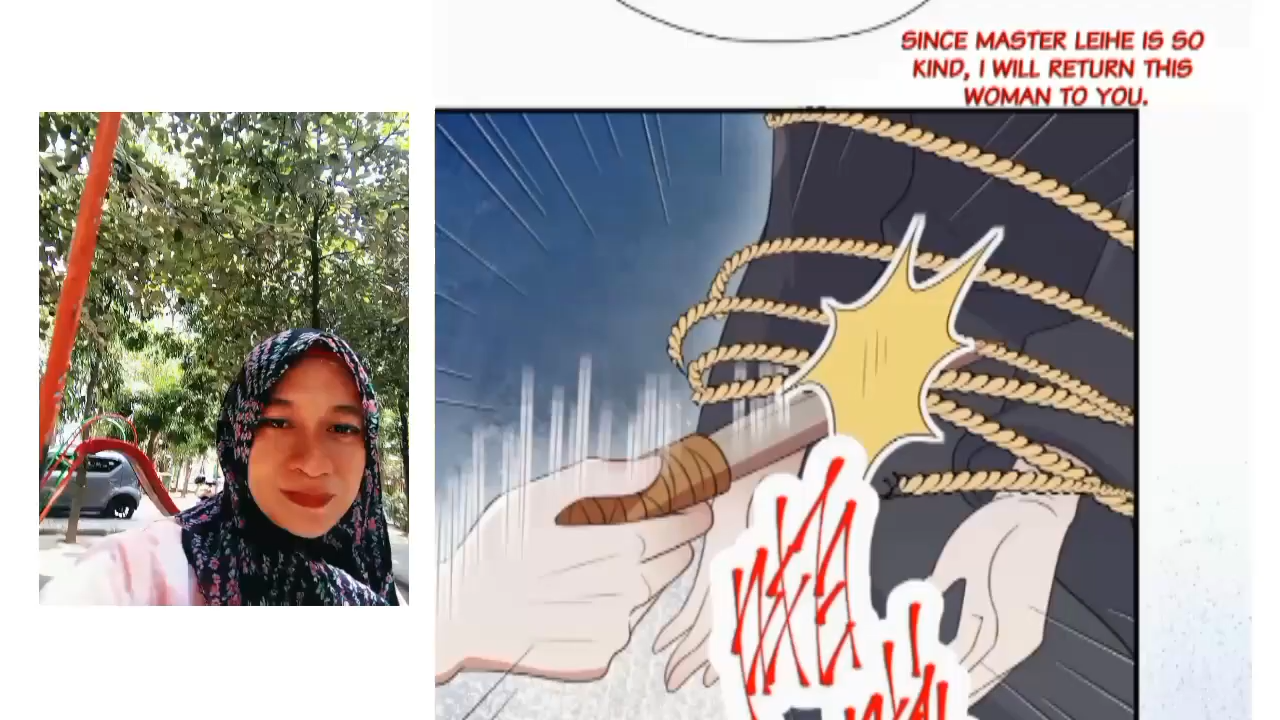 SINCE MASTER LEIHE IS SO
KIND, I WILL RETURN THIS
WOMAN TO YOU.